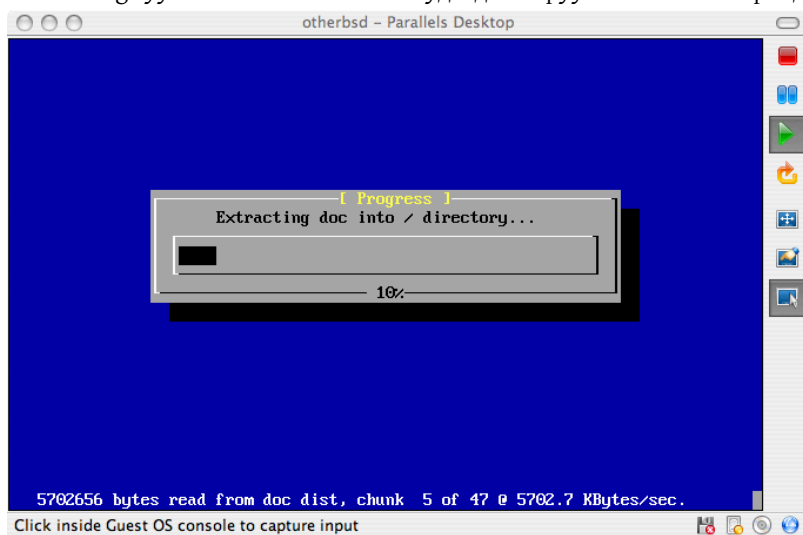 otherbsd – Parallels Desktop
[ Progress ]
Extracting doc into / directory...
10%
5702656 bytes read from doc dist, chunk 5 of 47 @ 5702.7 KBytes/sec.
Click inside Guest OS console to capture input